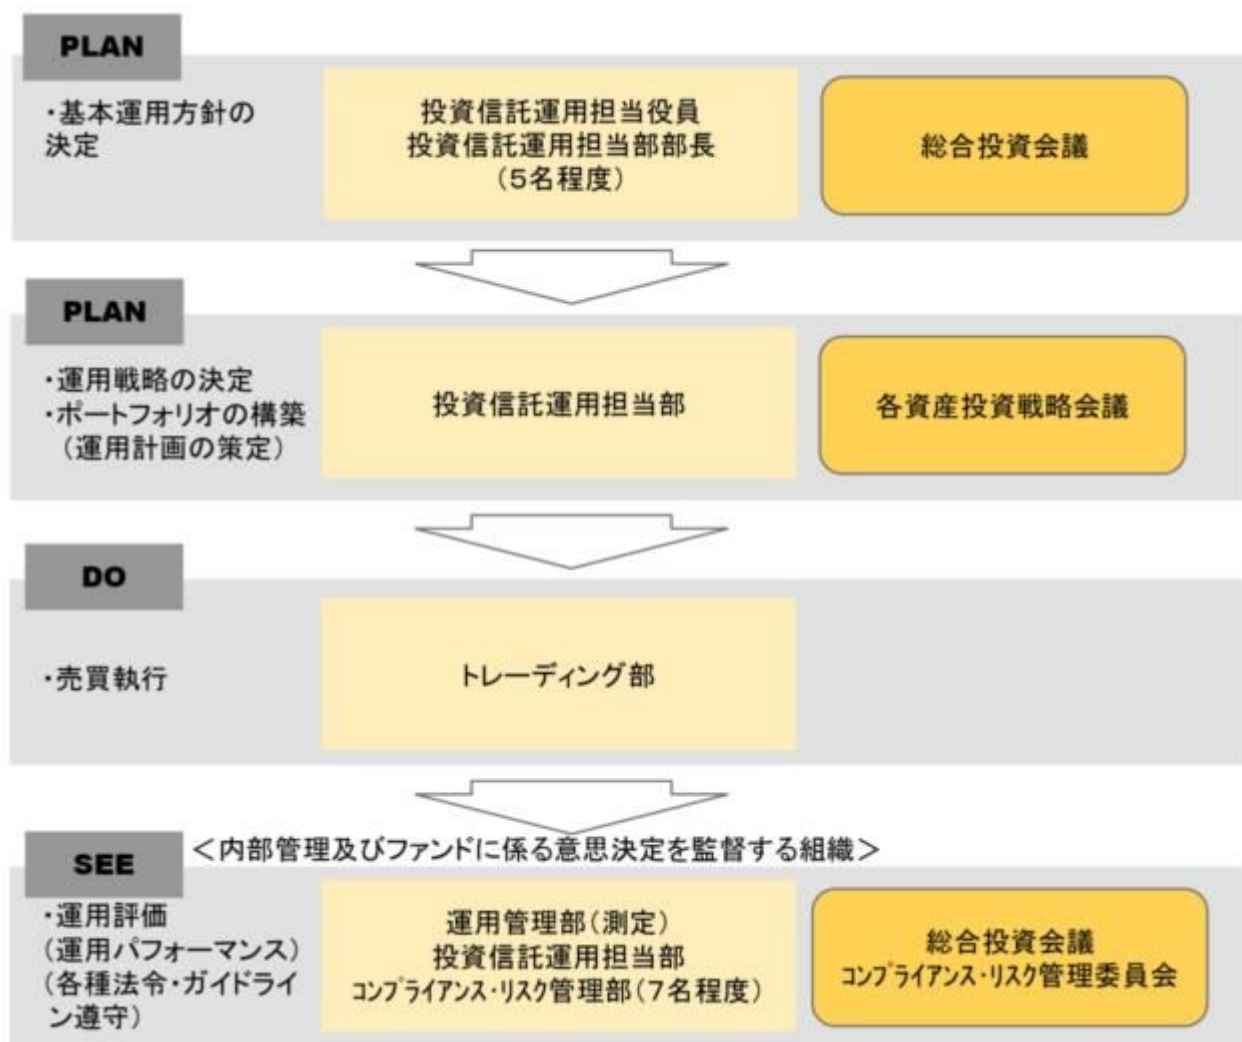 PLAN
・基本運用方針の
決定
投資信託運用担当役員
投資信託運用担当部部長
(5名程度)
総合投資会議
PLAN
・運用戦略の決定
・ポートフォリオの構築
(運用計画の策定)
投資信託運用担当部
各資産投資戦略会議
DO
・売買執行
トレーディング部
<内部管理及びファンドに係る意思決定を監督する組織>
SEE
・運用評価
(運用パフォーマンス)
(各種法令・ガイドライ
ン遵守)
運用管理部(測定)
投資信託運用担当部
コンプライアンス・リスク管理部(7名程度)
総合投資会議
コンプライアンス・リスク管理委員会